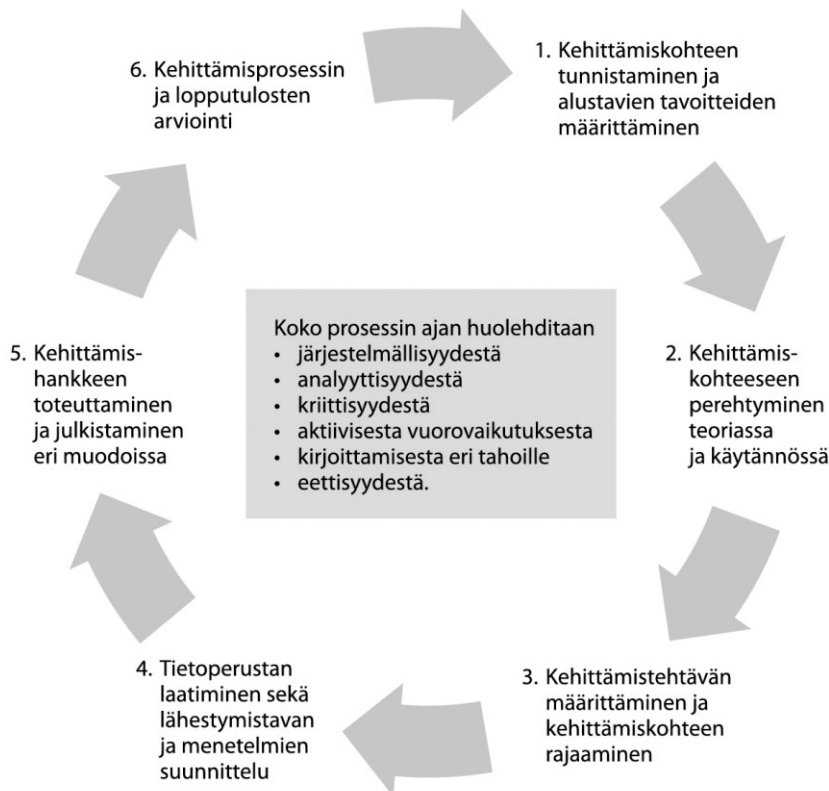 1. Kehittämiskohteen
tunnistaminen ja
alustavien tavoitteiden
määrittäminen
2. Kehittämis-
kohteeseen
perehtyminen
teoriassa
ja käytännössä
3. Kehittämistehtävän
määrittäminen ja
kehittämiskohteen
rajaaminen
4. Tietoperustan
laatiminen sekä
lähestymistavan
ja menetelmien
suunnittelu
5. Kehittämis-
hankkeen
toteuttaminen
ja julkistaminen
eri muodoissa
6. Kehittämisprosessin
ja lopputulosten
arviointi
Koko prosessin ajan huolehditaan
• järjestelmällisyydestä
• analyyttisyydestä
• kriittisyydestä
• aktiivisesta vuorovaikutuksesta
• kirjoittamisesta eri tahoille
• eettisyydestä.